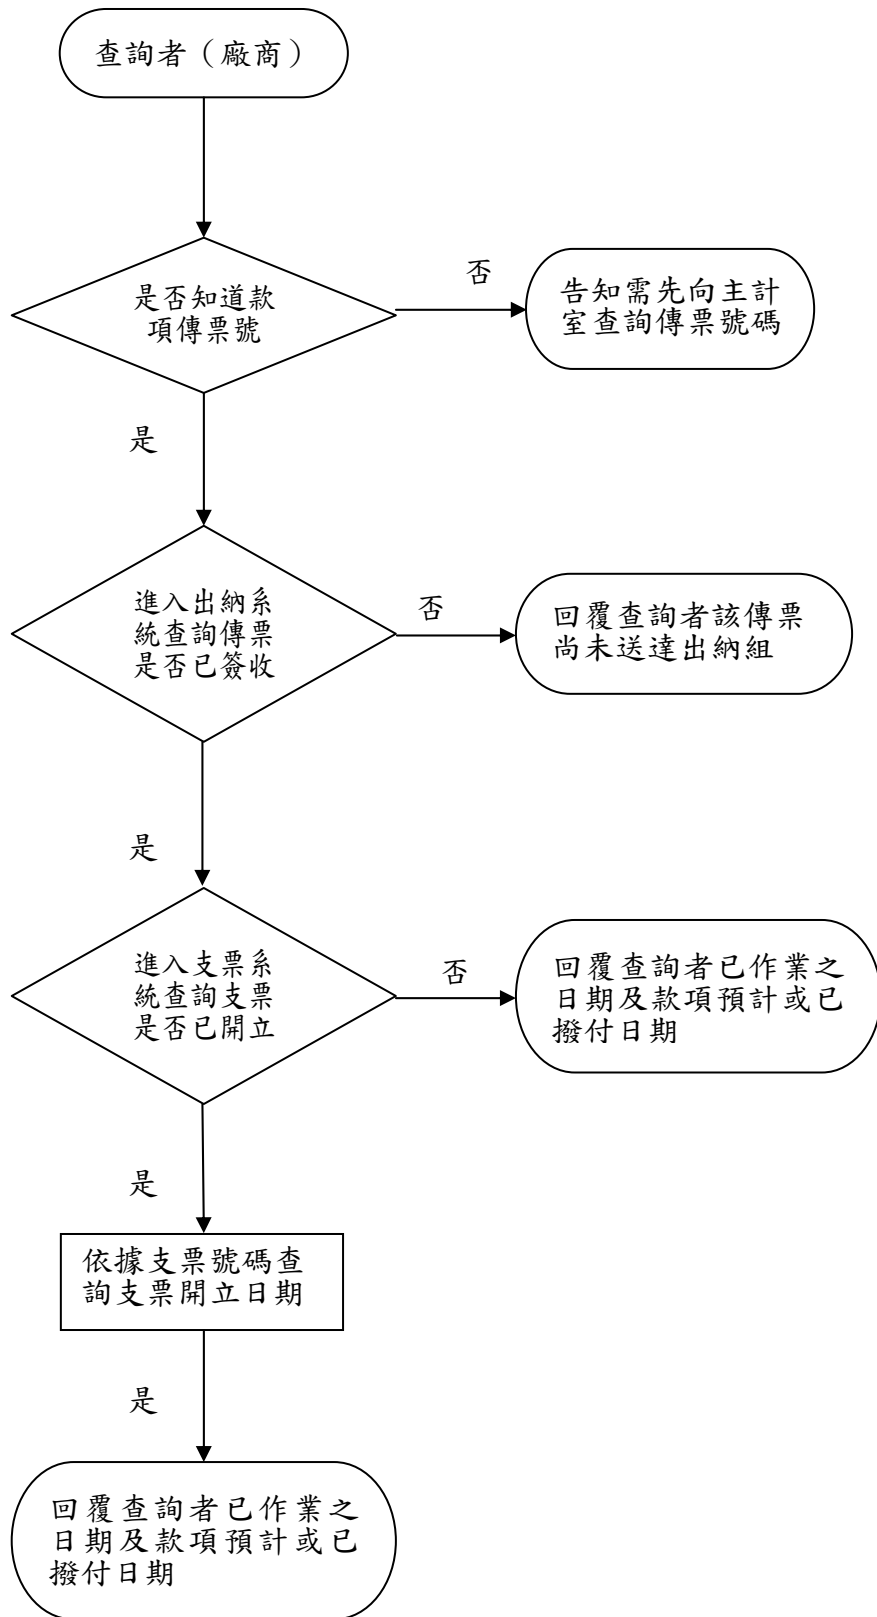 查詢者（廠商）
是否知道款
項傳票號
否
告知需先向主計
室查詢傳票號碼
是
進入出納系
統查詢傳票
是否已簽收
否
回覆查詢者該傳票
尚未送達出納組
是
進入支票系
統查詢支票
是否已開立
否
回覆查詢者已作業之
日期及款項預計或已
撥付日期
是
依據支票號碼查
詢支票開立日期
是
回覆查詢者已作業之
日期及款項預計或已
撥付日期